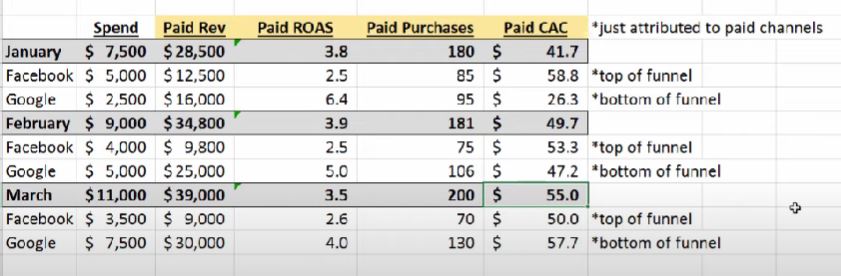 Spend Paid Rev Paid ROAS Paid Purchases Paid CAC *just attributed to paid channels
January $ 7,500 $28,500 3.8 180 $ 41.7
Facebook $ 5,000 $12,500 2.5 85 $ 58.8 *top of funnel
Google $ 2,500 $16,000 6.4 95 $ 26.3 *bottom of funnel
February $ 9,000 $34,800 3.9 181 $ 49.7
Facebook $ 4,000 $ 9,800 2.5 75 $ 53.3 *top of funnel
Google $ 5,000 $25,000 5.0 106 $ 47.2 *bottom of funnel
March $11,000 $39,000 3.5 200 $ 55.0
Facebook $ 3,500 $ 9,000 2.6 70 $ 50.0 *top of funnel
Google $ 7,500 $30,000 4.0 130 $ 57.7 *bottom of funnel